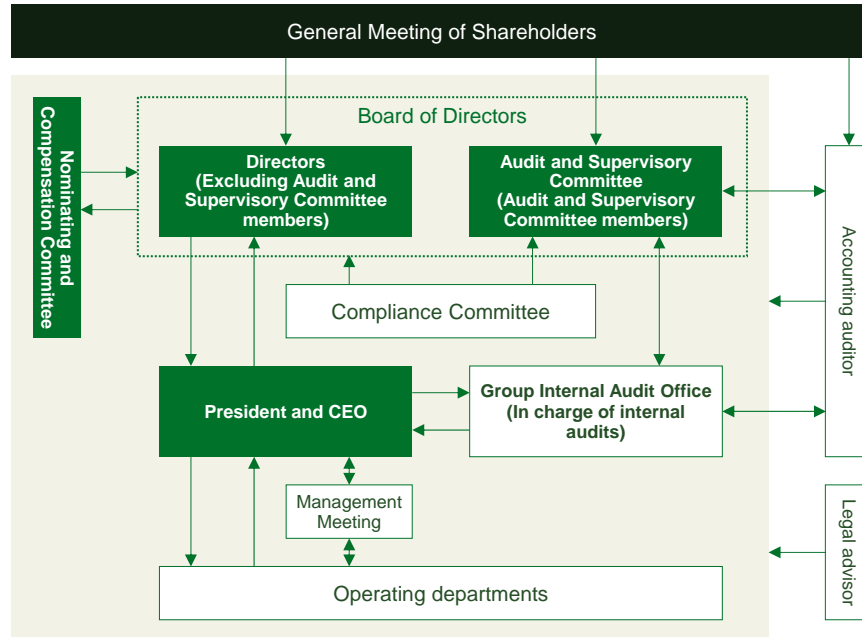 General Meeting of Shareholders
Board of Directors
Nominating and
Compensation Committee
Directors
(Excluding Audit and
Supervisory Committee
members)
Audit and Supervisory
Committee
(Audit and Supervisory
Committee members)
Accounting auditor
Compliance Committee
President and CEO
Group Internal Audit Office
(In charge of internal
audits)
Management
Meeting
Legal advisor
Operating departments